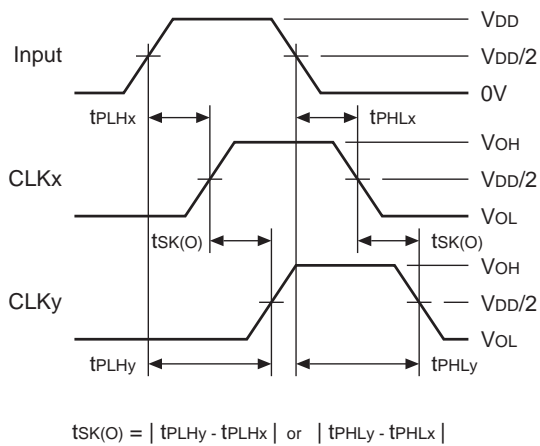 VDD
Input
VDD/2
0V
tPLHx
tPHLx
VOH
CLKx
VDD/2
VOL
tSK(O)
tSK(O)
VOH
CLKy
VDD/2
VOL
tPLHy
tPHLy
tSK(O) = | tPLHy - tPLHx | or | tPHLy - tPHLx |